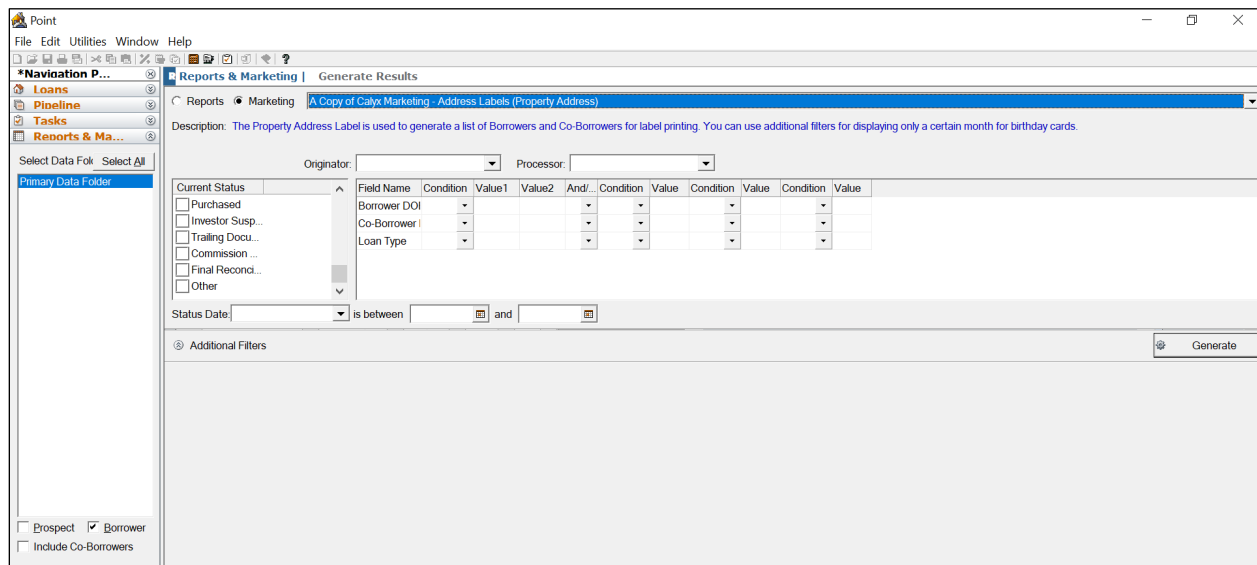 Point
File Edit Utilities Window Help
*Navigation P...
Loans
Pipeline
Tasks
Reports & Ma...
Select Data Fol Select All
Primary Data Folder
Prospect Borrower
Include Co-Borrowers
Reports & Marketing | Generate Results
Reports Marketing A Copy of Calyx Marketing - Address Labels (Property Address)
Description: The Property Address Label is used to generate a list of Borrowers and Co-Borrowers for label printing. You can use additional filters for displaying only a certain month for birthday cards.
Originator: Processor:
Current Status
Purchased
Investor Susp...
Trailing Docu...
Commission ...
Final Reconci...
Other
Field Name Condition Value1 Value2 And/... Condition Value Condition Value Condition Value
Borrower DOI
Co-Borrower
Loan Type
Status Date: is between and
Additional Filters
Generate